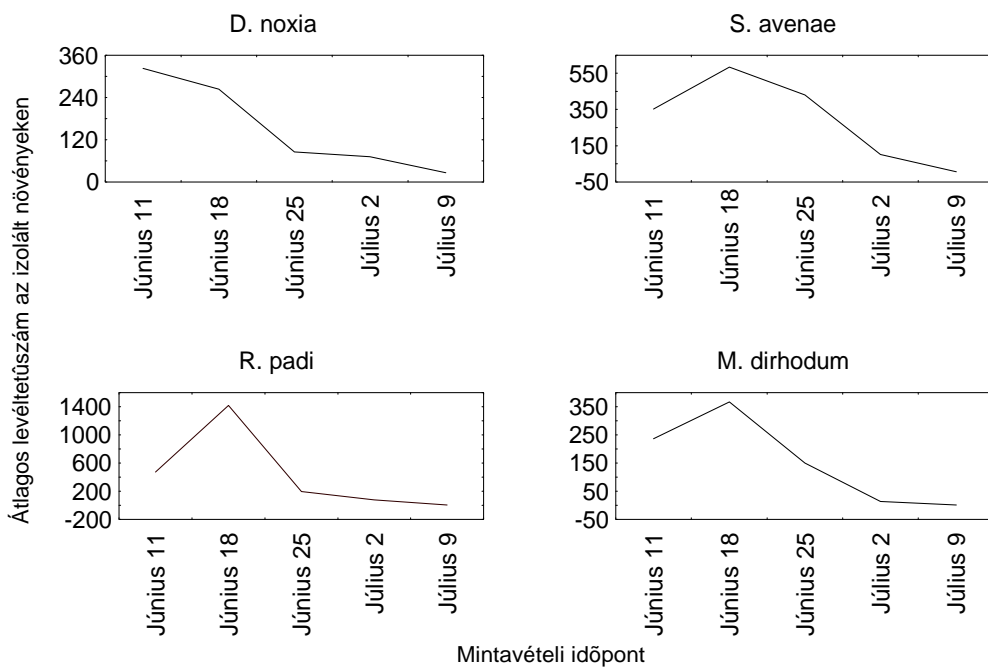 Átlagos levéltetûszám az izolált növényeken
D. noxia
360
240
120
0
Június 11
Június 18
Június 25
Július 2
Július 9
S. avenae
550
350
150
-50
Június 11
Június 18
Június 25
Július 2
Július 9
R. padi
1400
1000
600
200
-200
Június 11
Június 18
Június 25
Július 2
Július 9
M. dirhodum
350
250
150
50
-50
Június 11
Június 18
Június 25
Július 2
Július 9
Mintavételi idõpont